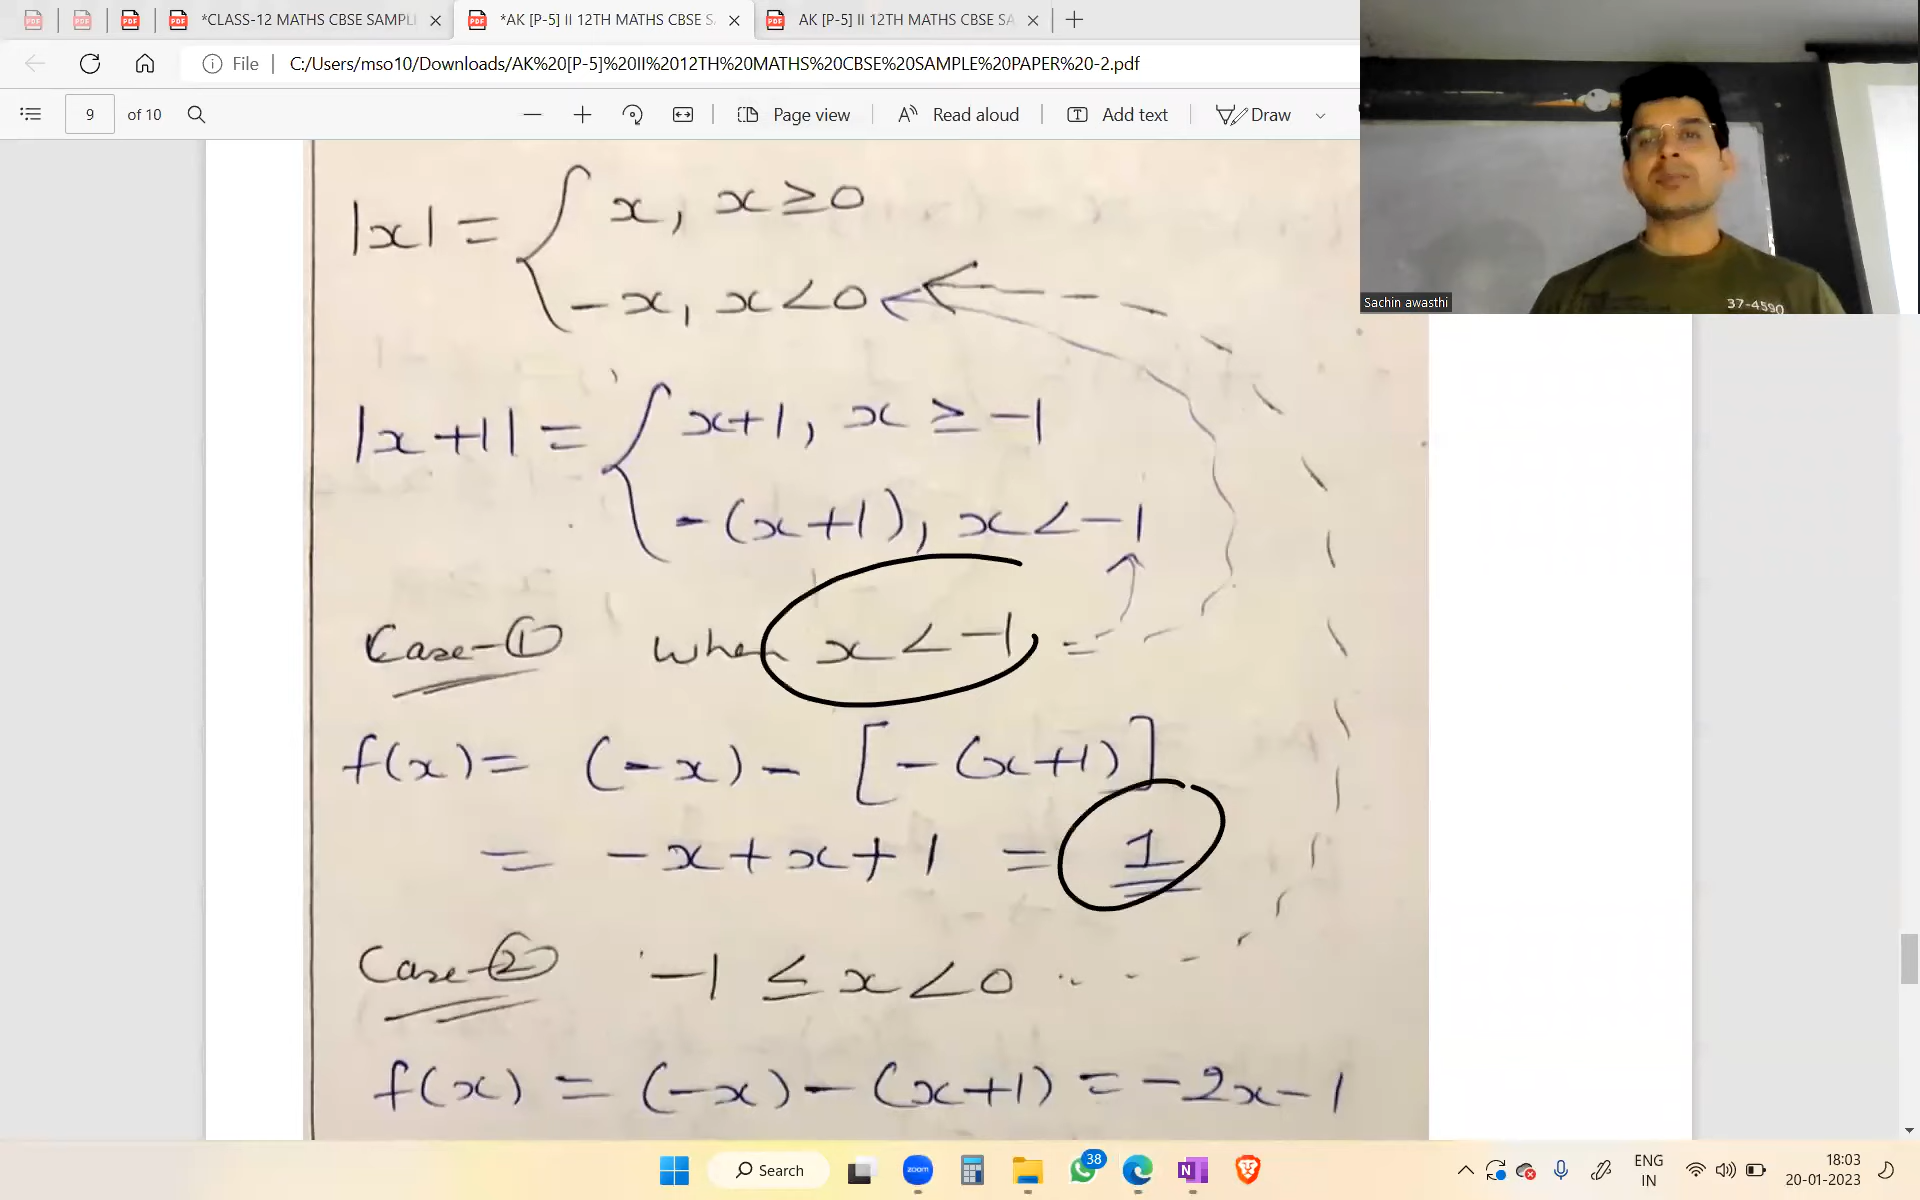 *CLASS-12 MATHS CBSE SAMPL
*AK [P-5] II 12TH MATHS CBSE S
AK [P-5] II 12TH MATHS CBSE SA
File C:/Users/mso10/Downloads/AK%20[P-5]%20II%2012TH%20MATHS%20CBSE%20SAMPLE%20PAPER%20-2.pdf
9 of 10 Page view Read aloud Add text Draw
Sachin awasthi
37-4590
|x| = { x, x ≥ 0
-x, x < 0
|x+1| = { x+1, x ≥ -1
-(x+1), x < -1
Case-① When x < -1
f(x) = (-x) - [-(x+1)]
= -x + x + 1 = 1
Case-② -1 ≤ x < 0
f(x) = (-x) - (x+1) = -2x-1
Search
zoom
38
N
ENG
IN
18:03
20-01-2023